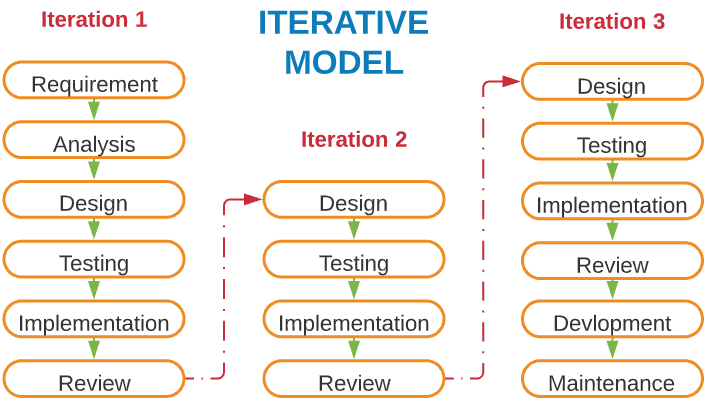 ITERATIVE
MODEL
Iteration 1
Requirement
Analysis
Design
Testing
Implementation
Review
Iteration 2
Design
Testing
Implementation
Review
Iteration 3
Design
Testing
Implementation
Review
Devlopment
Maintenance